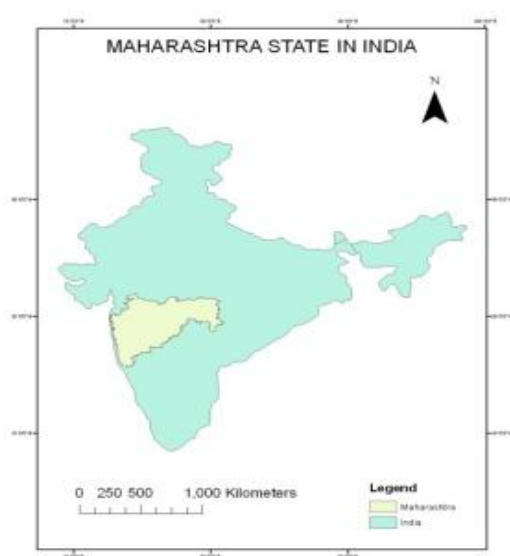 MAHARASHTRA STATE IN INDIA
N
0 250 500 1,000 Kilometers
Legend
Maharashtra
India